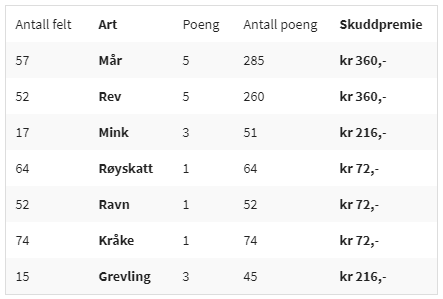 Antall felt Art Poeng Antall poeng Skuddpremie
57 Mår 5 285 kr 360,-
52 Rev 5 260 kr 360,-
17 Mink 3 51 kr 216,-
64 Røyskatt 1 64 kr 72,-
52 Ravn 1 52 kr 72,-
74 Kråke 1 74 kr 72,-
15 Grevling 3 45 kr 216,-